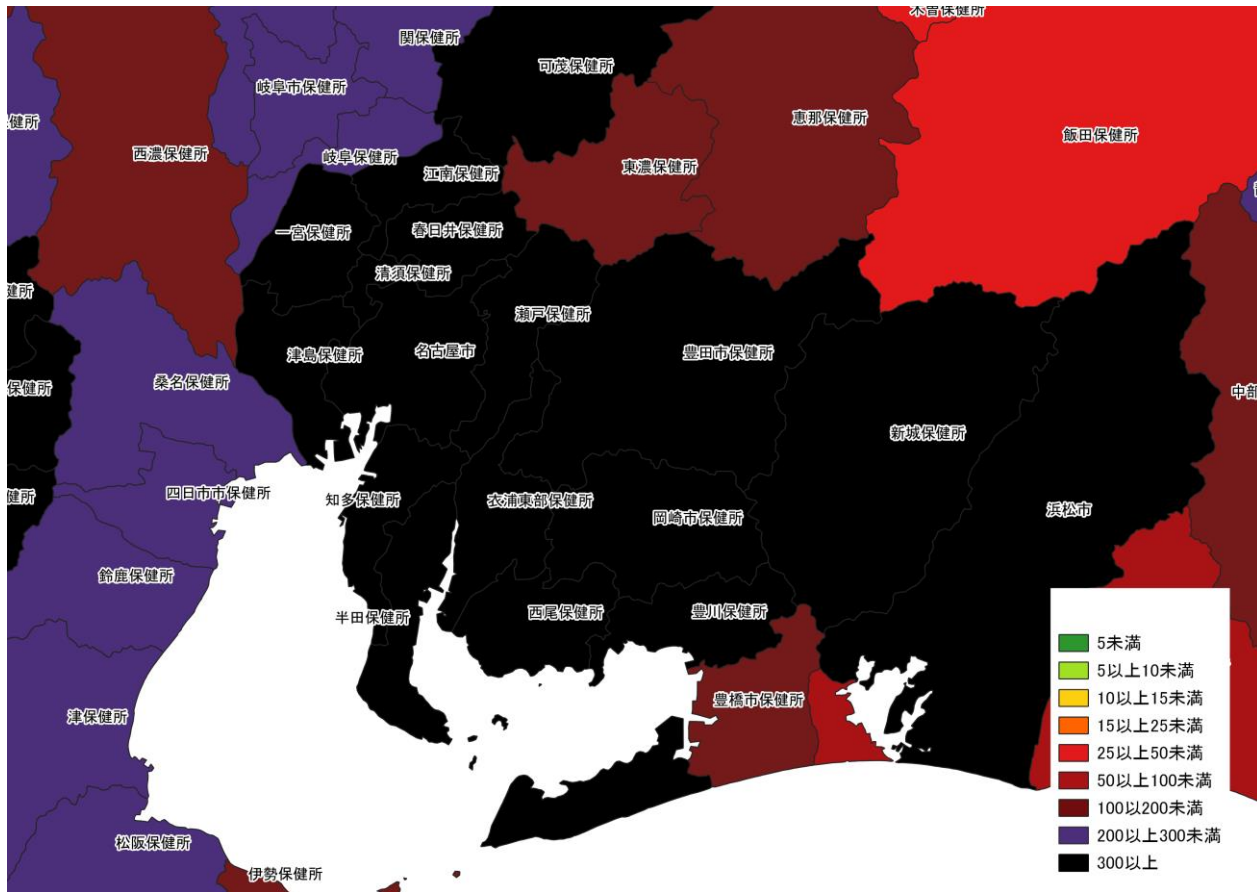 木曽保健所
関保健所
可茂保健所
岐阜市保健所
恵那保健所
保健所
飯田保健所
西濃保健所
岐阜保健所
江南保健所
東濃保健所
一宮保健所
春日井保健所
清須保健所
健所
瀬戸保健所
津島保健所
名古屋市
豊田市保健所
桑名保健所
保健所
中部
新城保健所
四日市市保健所
知多保健所
衣浦東部保健所
健所
岡崎市保健所
浜松市
鈴鹿保健所
半田保健所
西尾保健所
豊川保健所
津保健所
豊橋市保健所
松阪保健所
伊勢保健所
5未満
5以上10未満
10以上15未満
15以上25未満
25以上50未満
50以上100未満
100以200未満
200以上300未満
300以上